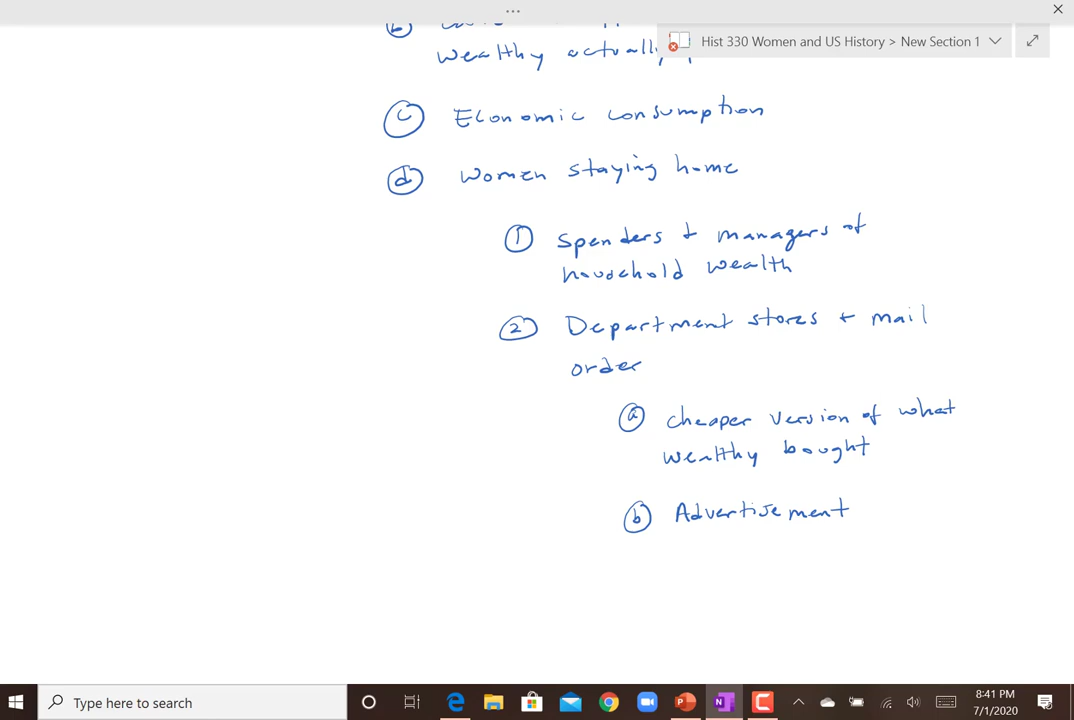 Hist 330 Women and US History > New Section 1
b
wealthy actually
c Economic consumption
d Women staying home
1 Spenders + managers of
household wealth
2 Department stores + mail
order
a cheaper version of what
wealthy bought
b Advertisement
Type here to search
8:41 PM
7/1/2020